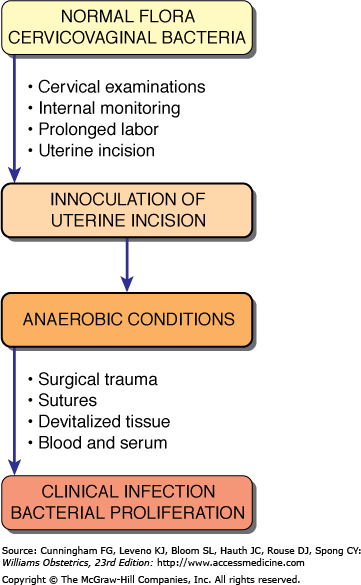 NORMAL FLORA
CERVICOVAGINAL BACTERIA
• Cervical examinations
• Internal monitoring
• Prolonged labor
• Uterine incision
INNOCULATION OF
UTERINE INCISION
ANAEROBIC CONDITIONS
• Surgical trauma
• Sutures
• Devitalized tissue
• Blood and serum
CLINICAL INFECTION
BACTERIAL PROLIFERATION
Source: Cunningham FG, Leveno KJ, Bloom SL, Hauth JC, Rouse DJ, Spong CY:
Williams Obstetrics, 23rd Edition: http://www.accessmedicine.com
Copyright © The McGraw-Hill Companies, Inc. All rights reserved.